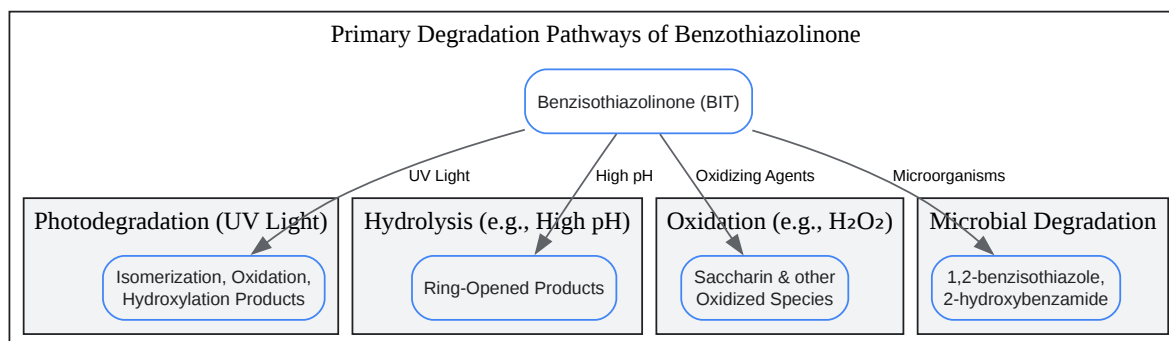 Primary Degradation Pathways of Benzothiazolinone
Benzisothiazolinone (BIT)
UV Light
High pH
Oxidizing Agents
Microorganisms
Photodegradation (UV Light)
Hydrolysis (e.g., High pH)
Oxidation (e.g., H₂O₂)
Microbial Degradation
Isomerization, Oxidation,
Hydroxylation Products
Ring-Opened Products
Saccharin & other
Oxidized Species
1,2-benzisothiazole,
2-hydroxybenzamide